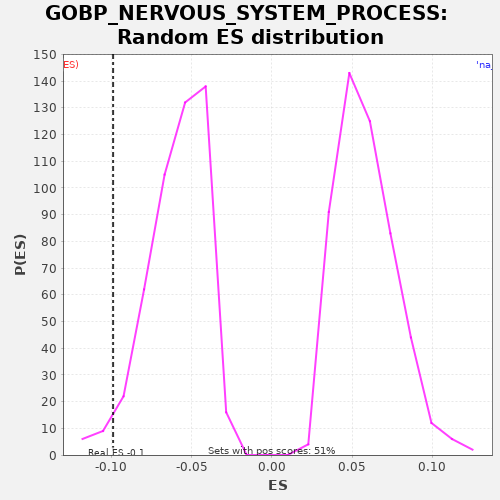 GOBP_NERVOUS_SYSTEM_PROCESS:
Random ES distribution
150
140
130
120
110
100
90
80
70
60
50
40
30
20
10
0
P(ES)
ES)
'na
Real ES -0.1
Sets with pos scores: 51%
-0.10
-0.05
0.00
0.05
0.10
ES